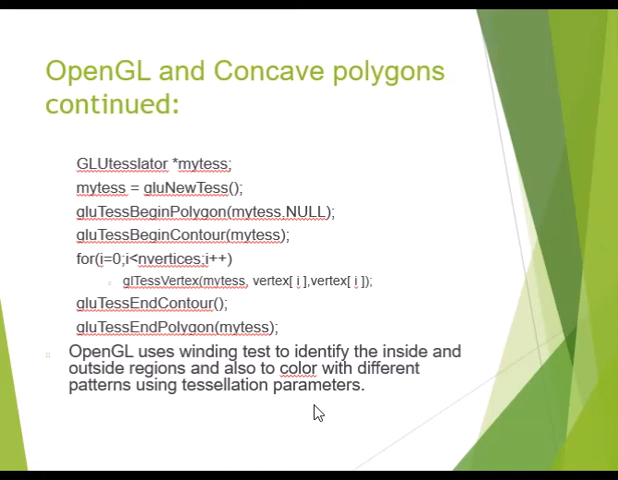 OpenGL and Concave polygons
continued:
GLUtesslator *mytess;
mytess = gluNewTess();
gluTessBeginPolygon(mytess.NULL);
gluTessBeginContour(mytess);
for(i=0;i<nvertices;i++)
glTessVertex(mytess, vertex[ i ],vertex[ i ]);
gluTessEndContour();
gluTessEndPolygon(mytess);
OpenGL uses winding test to identify the inside and
outside regions and also to color with different
patterns using tessellation parameters.